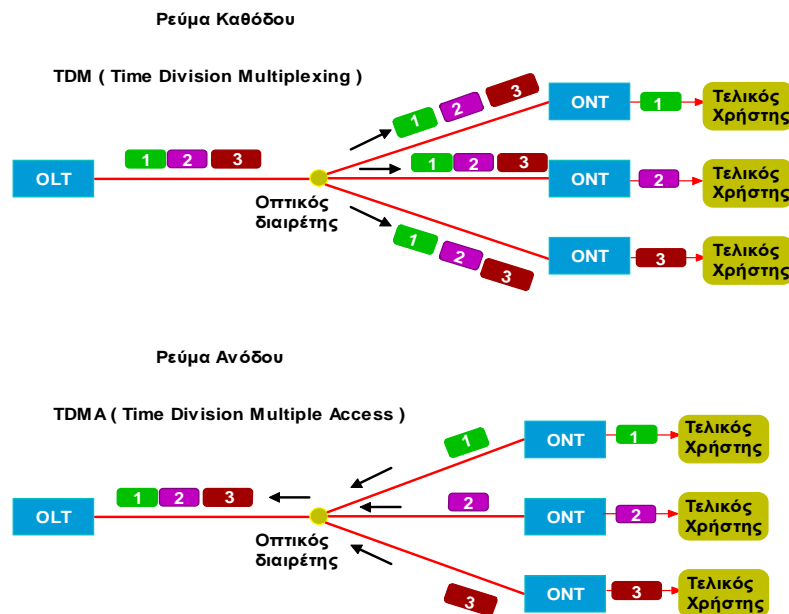 Ρεύμα Καθόδου
TDM ( Time Division Multiplexing )
OLT
1 2 3
Οπτικός
διαιρέτης
1 2 3
ONT
1
Τελικός
Χρήστης
1 2 3
ONT
2
Τελικός
Χρήστης
1 2 3
ONT
3
Τελικός
Χρήστης
Ρεύμα Ανόδου
TDMA ( Time Division Multiple Access )
OLT
1 2 3
Οπτικός
διαιρέτης
1
ONT
1
Τελικός
Χρήστης
2
ONT
2
Τελικός
Χρήστης
3
ONT
3
Τελικός
Χρήστης